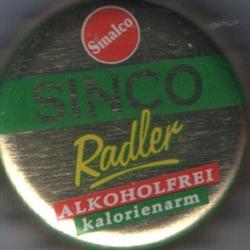 Sinalco
SINCO
Radler
ALKOHOLFREI
kalorienarm